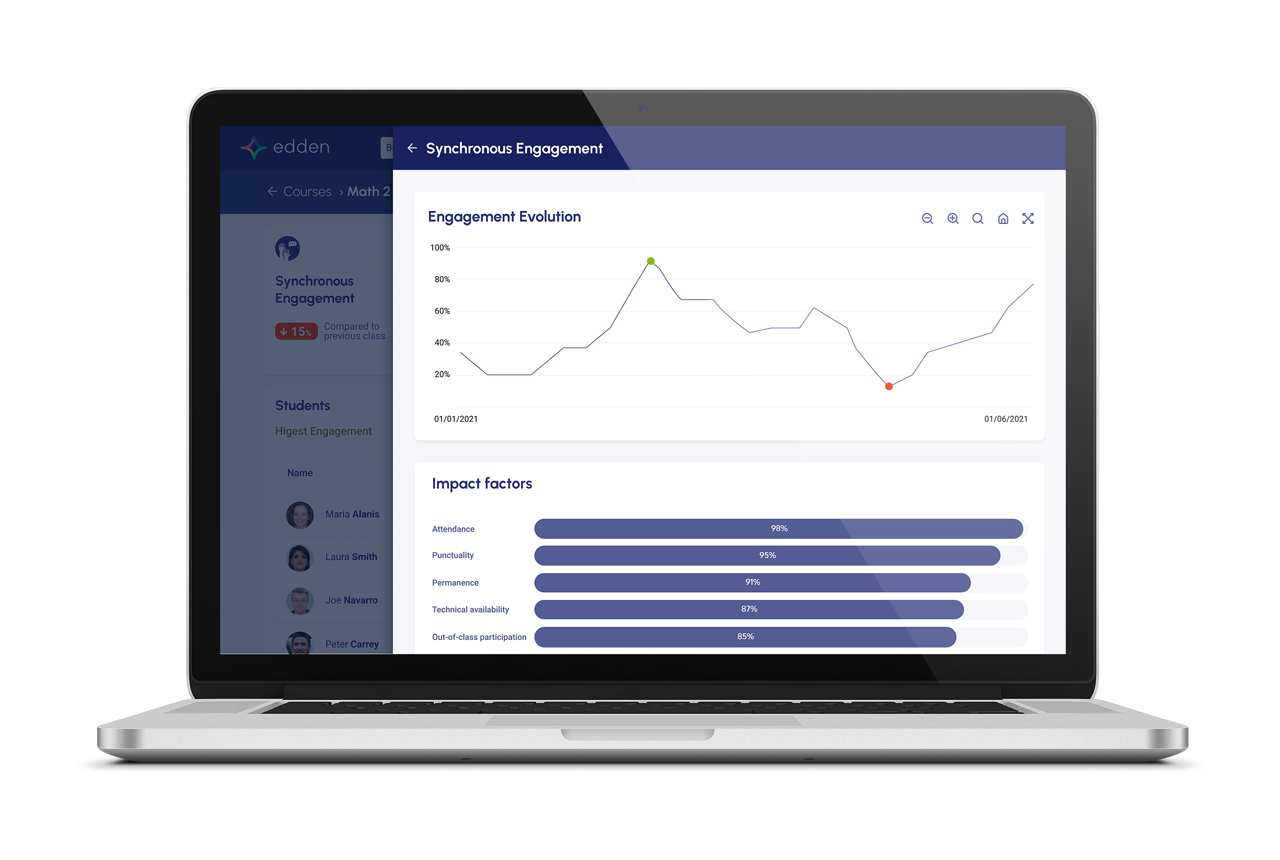 edden
B
← Synchronous Engagement
← Courses › Math 2
Synchronous
Engagement
↓ 15%
Compared to
previous class
Students
Higest Engagement
Name
Maria Alanis
Laura Smith
Joe Navarro
Peter Carrey
Engagement Evolution
100%
80%
60%
40%
20%
01/01/2021
01/06/2021
Impact factors
Attendance 98%
Punctuality 95%
Permanence 91%
Technical availability 87%
Out-of-class participation 85%